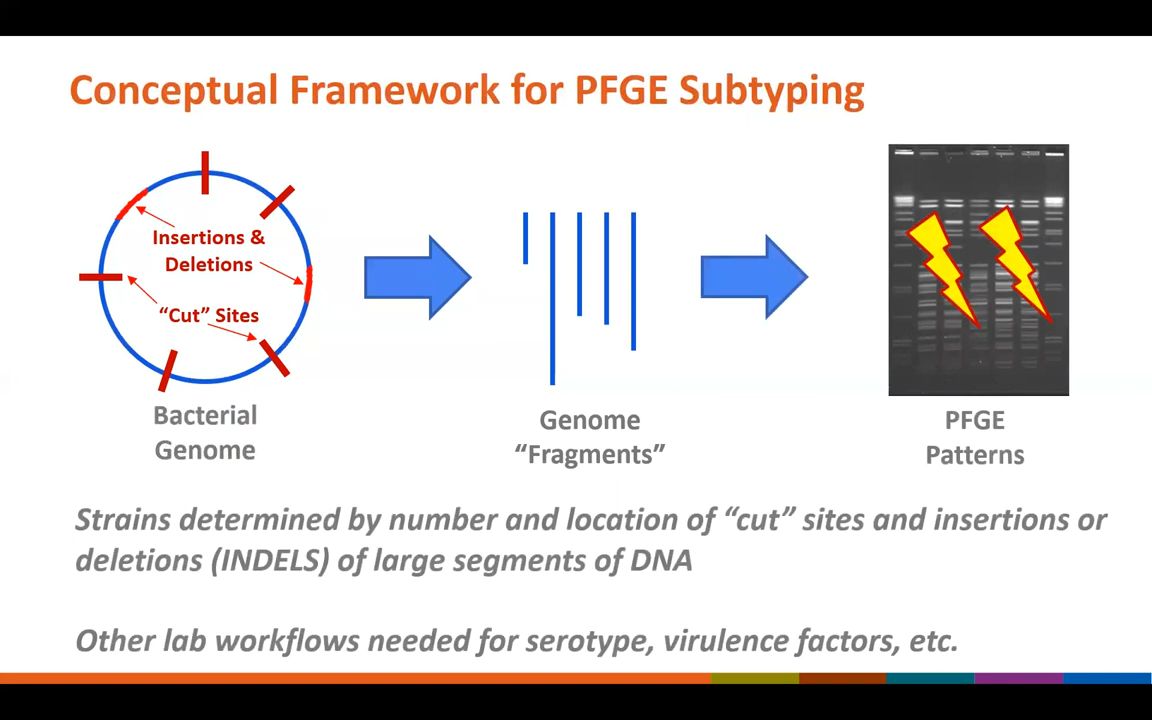 Conceptual Framework for PFGE Subtyping
Insertions &
Deletions
“Cut” Sites
Bacterial
Genome
Genome
“Fragments”
PFGE
Patterns
Strains determined by number and location of “cut” sites and insertions or
deletions (INDELS) of large segments of DNA
Other lab workflows needed for serotype, virulence factors, etc.